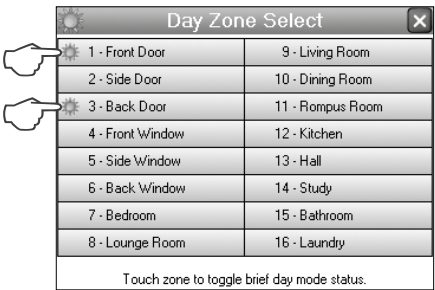 Day Zone Select
1 - Front Door
9 - Living Room
2 - Side Door
10 - Dining Room
3 - Back Door
11 - Rompus Room
4 - Front Window
12 - Kitchen
5 - Side Window
13 - Hall
6 - Back Window
14 - Study
7 - Bedroom
15 - Bathroom
8 - Lounge Room
16 - Laundry
Touch zone to toggle brief day mode status.